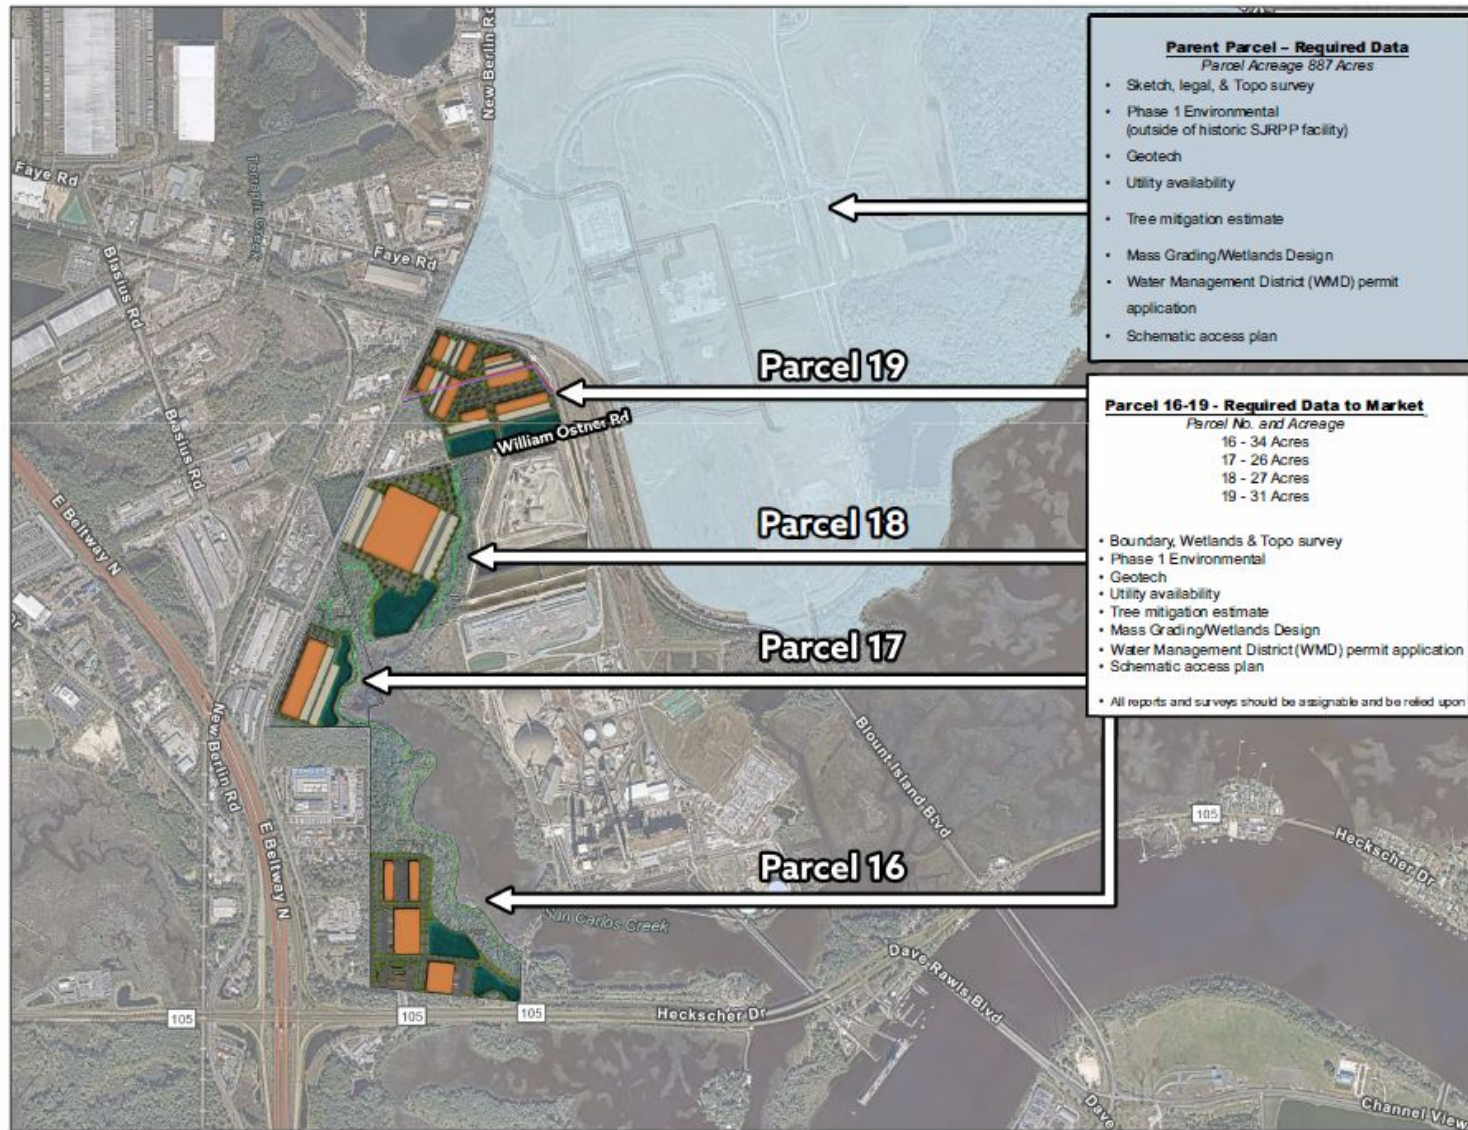 New Berlin Rd
Parent Parcel – Required Data
Parcel Acreage 887 Acres
• Sketch, legal, & Topo survey
• Phase 1 Environmental
(outside of historic SJRPP facility)
• Geotech
• Utility availability
• Tree mitigation estimate
• Mass Grading/Wetlands Design
• Water Management District (WMD) permit
application
• Schematic access plan
Faye Rd
Terrapin Creek
Faye Rd
Blasius Rd
Parcel 19
William Ostner Rd
Blasius Rd
E Beltway N
Parcel 16-19 - Required Data to Market
Parcel No. and Acreage
16 - 34 Acres
17 - 26 Acres
18 - 27 Acres
19 - 31 Acres
• Boundary, Wetlands & Topo survey
• Phase 1 Environmental
• Geotech
• Utility availability
• Tree mitigation estimate
• Mass Grading/Wetlands Design
• Water Management District (WMD) permit application
• Schematic access plan
• All reports and surveys should be assignable and be relied upon
Parcel 18
Parcel 17
New Berlin Rd
E Beltway N
Blount Island Blvd
105
Heckscher Dr
Parcel 16
San Carlos Creek
Dave Rawls Blvd
105
105
105
Heckscher Dr
Dave
Channel View